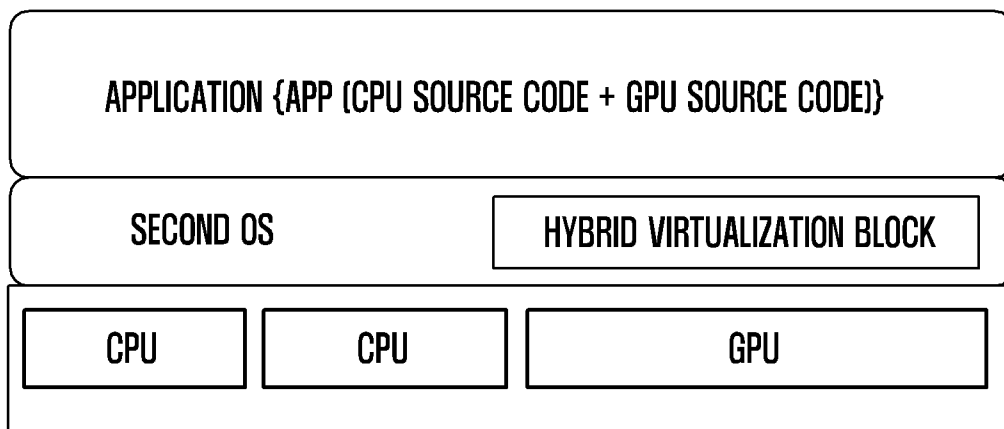 APPLICATION {APP (CPU SOURCE CODE + GPU SOURCE CODE)}
SECOND OS
HYBRID VIRTUALIZATION BLOCK
CPU
CPU
GPU